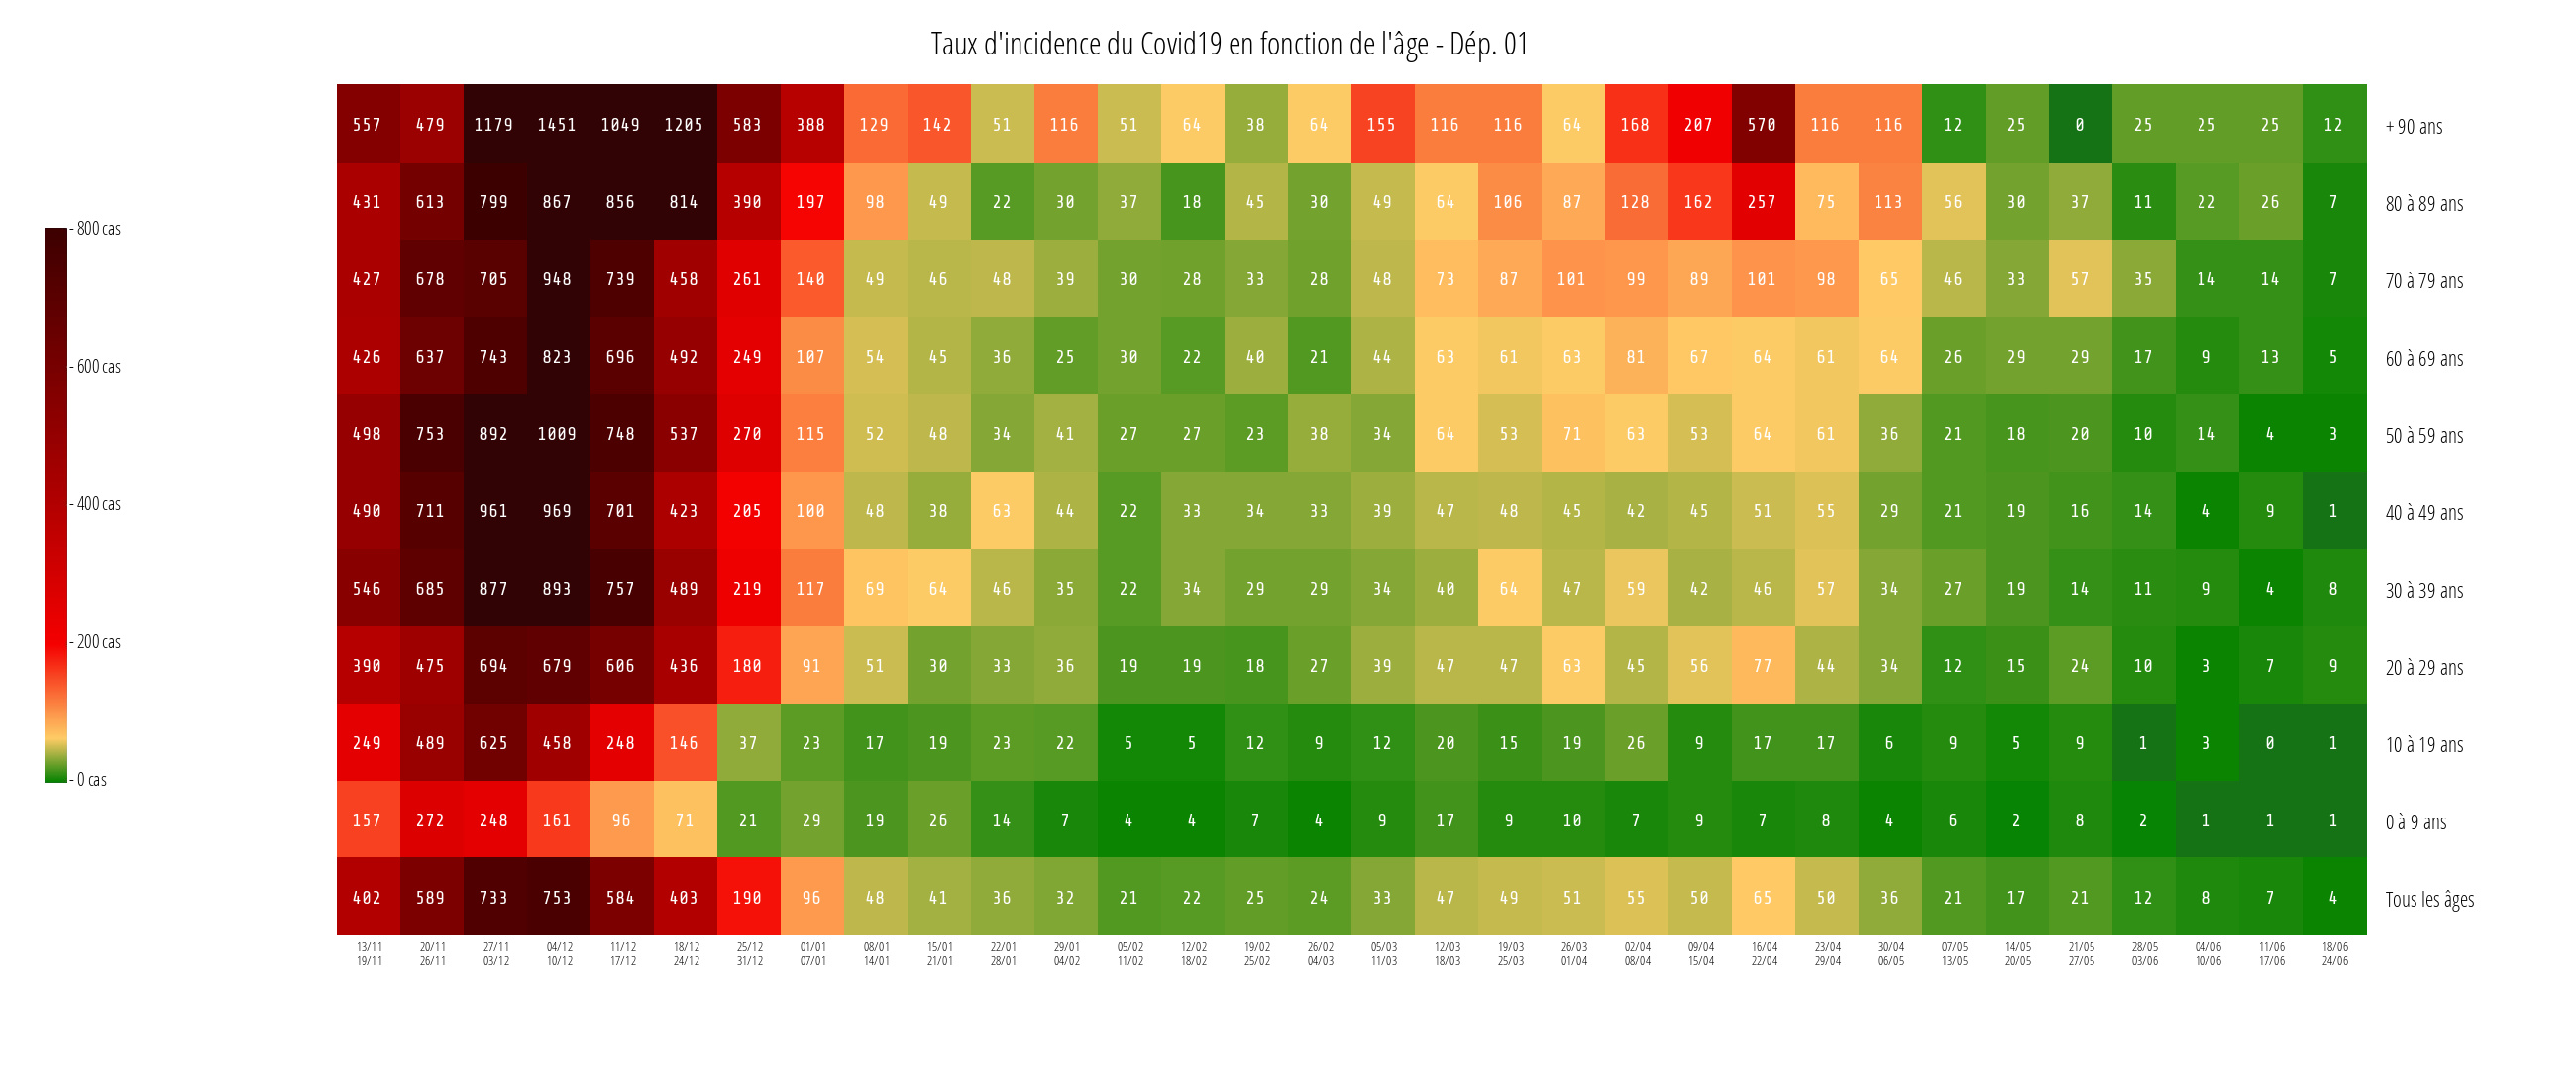 Taux d'incidence du Covid19 en fonction de l'âge - Dép. 01
- 800 cas
- 600 cas
- 400 cas
- 200 cas
- 0 cas
557 479 1179 1451 1049 1205 583 388 129 142 51 116 51 64 38 64 155 116 116 64 168 207 570 116 116 12 25 0 25 25 25 12 + 90 ans
431 613 799 867 856 814 390 197 98 49 22 30 37 18 45 30 49 64 106 87 128 162 257 75 113 56 30 37 11 22 26 7 80 à 89 ans
427 678 705 948 739 458 261 140 49 46 48 39 30 28 33 28 48 73 87 101 99 89 101 98 65 46 33 57 35 14 14 7 70 à 79 ans
426 637 743 823 696 492 249 107 54 45 36 25 30 22 40 21 44 63 61 63 81 67 64 61 64 26 29 29 17 9 13 5 60 à 69 ans
498 753 892 1009 748 537 270 115 52 48 34 41 27 27 23 38 34 64 53 71 63 53 64 61 36 21 18 20 10 14 4 3 50 à 59 ans
490 711 961 969 701 423 205 100 48 38 63 44 22 33 34 33 39 47 48 45 42 45 51 55 29 21 19 16 14 4 9 1 40 à 49 ans
546 685 877 893 757 489 219 117 69 64 46 35 22 34 29 29 34 40 64 47 59 42 46 57 34 27 19 14 11 9 4 8 30 à 39 ans
390 475 694 679 606 436 180 91 51 30 33 36 19 19 18 27 39 47 47 63 45 56 77 44 34 12 15 24 10 3 7 9 20 à 29 ans
249 489 625 458 248 146 37 23 17 19 23 22 5 5 12 9 12 20 15 19 26 9 17 17 6 9 5 9 1 3 0 1 10 à 19 ans
157 272 248 161 96 71 21 29 19 26 14 7 4 4 7 4 9 17 9 10 7 9 7 8 4 6 2 8 2 1 1 1 0 à 9 ans
402 589 733 753 584 403 190 96 48 41 36 32 21 22 25 24 33 47 49 51 55 50 65 50 36 21 17 21 12 8 7 4 Tous les âges
13/11 20/11 27/11 04/12 11/12 18/12 25/12 01/01 08/01 15/01 22/01 29/01 05/02 12/02 19/02 26/02 05/03 12/03 19/03 26/03 02/04 09/04 16/04 23/04 30/04 07/05 14/05 21/05 28/05 04/06 11/06 18/06
19/11 26/11 03/12 10/12 17/12 24/12 31/12 07/01 14/01 21/01 28/01 04/02 11/02 18/02 25/02 04/03 11/03 18/03 25/03 01/04 08/04 15/04 22/04 29/04 06/05 13/05 20/05 27/05 03/06 10/06 17/06 24/06